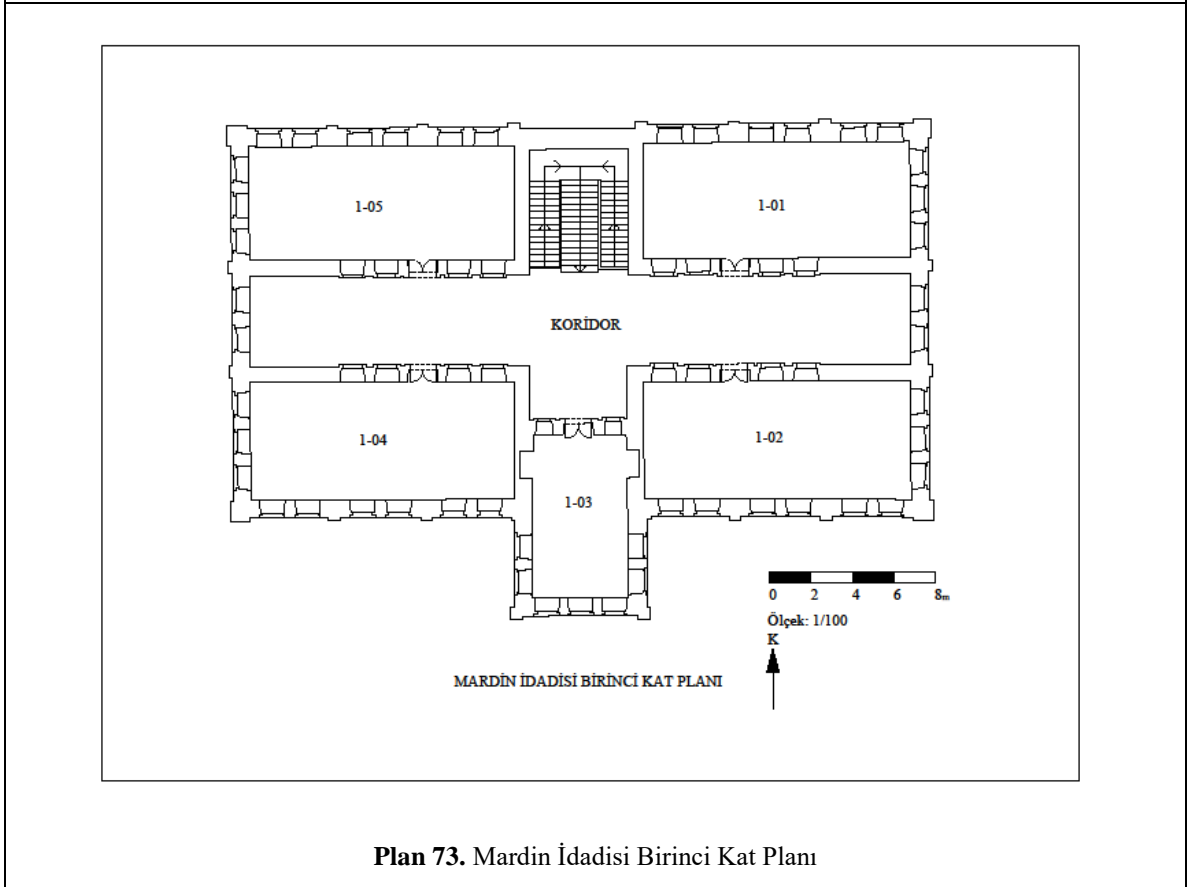 1-05
1-01
KORİDOR
1-04
1-02
1-03
0 2 4 6 8m
Ölçek: 1/100
K
MARDİN İDADİSİ BİRİNCİ KAT PLANI
Plan 73. Mardin İdadisi Birinci Kat Planı